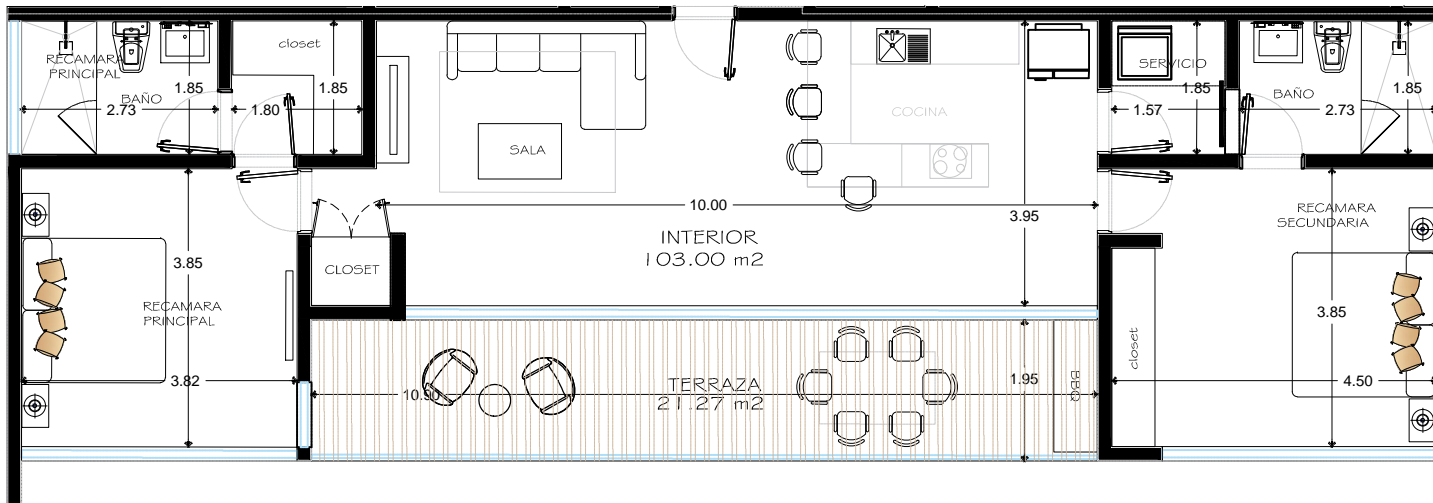 closet
RECAMARA
PRINCIPAL
1.85
1.85
BAÑO
2.73
1.80
SERVICIO
1.85
1.57
BAÑO
2.73
1.85
COCINA
SALA
10.00
3.95
INTERIOR
103.00 m2
RECAMARA
SECUNDARIA
3.85
CLOSET
RECAMARA
PRINCIPAL
3.85
3.82
10.90
TERRAZA
21.27 m2
1.95
BBQ
closet
4.50